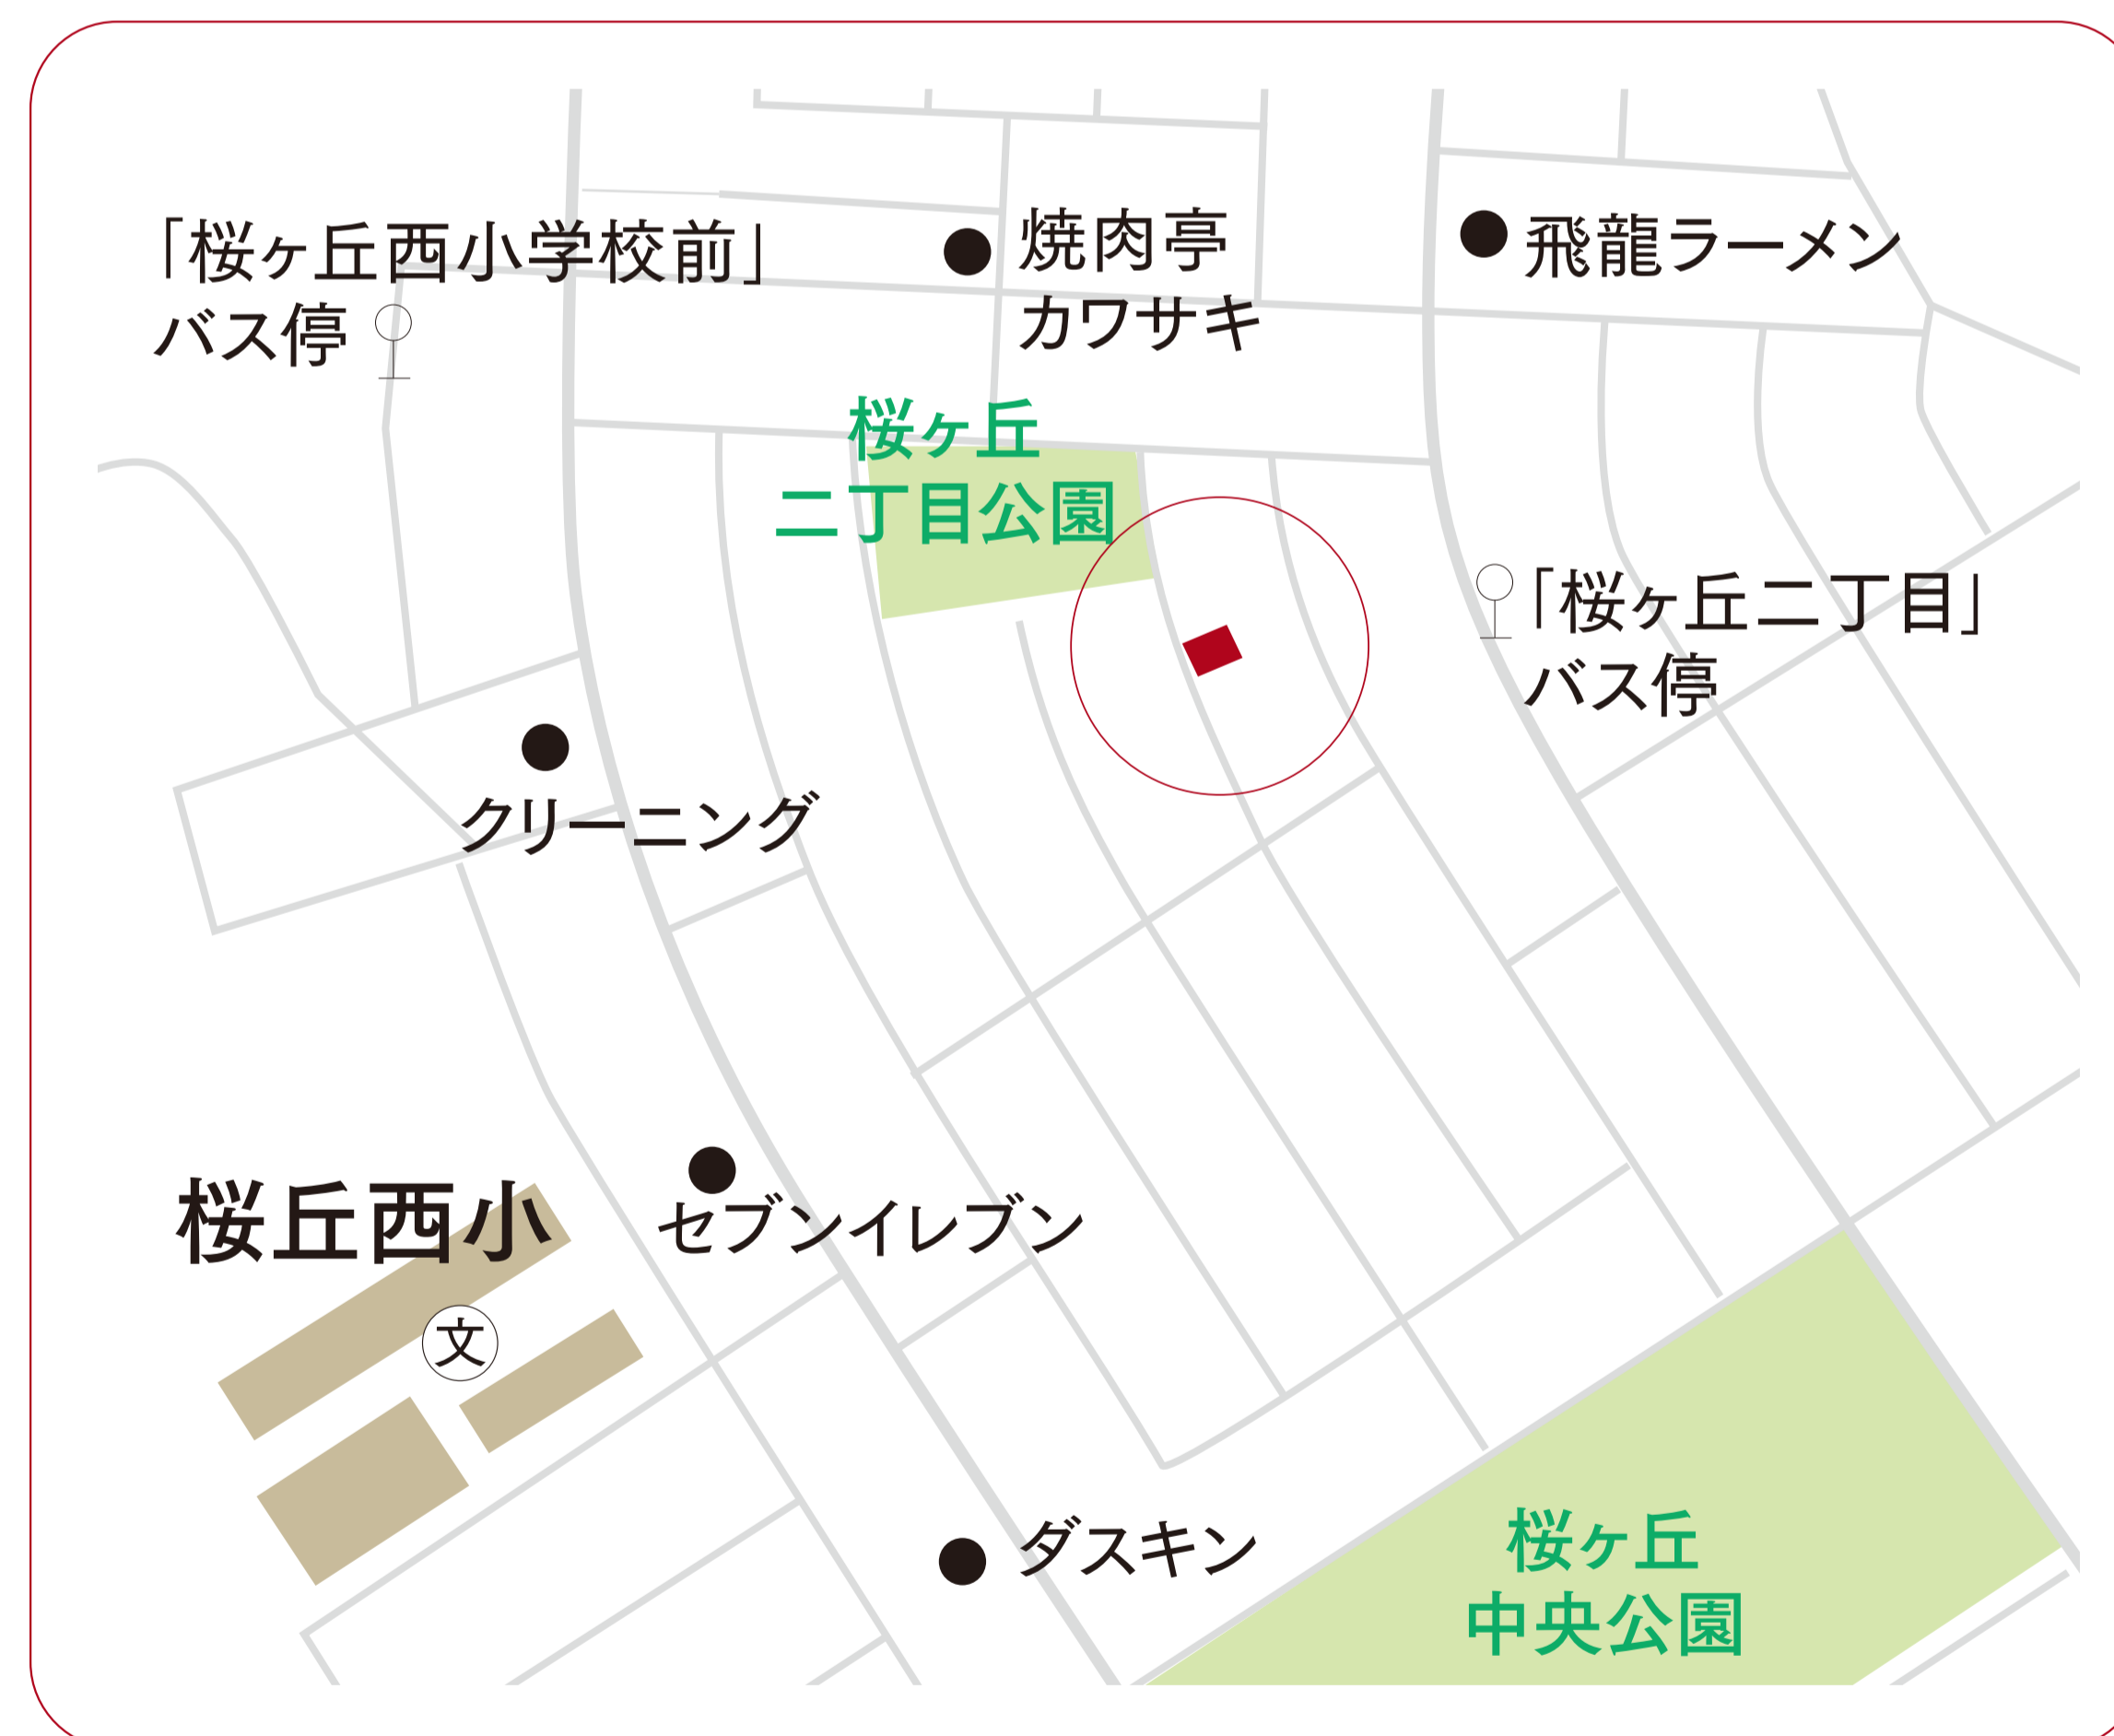 「桜ヶ丘西小学校前」
バス停
焼肉亭
カワサキ
飛龍ラーメン
桜ヶ丘
二丁目公園
「桜ヶ丘二丁目」
バス停
クリーニング
桜丘西小
文
セブンイレブン
ダスキン
桜ヶ丘
中央公園